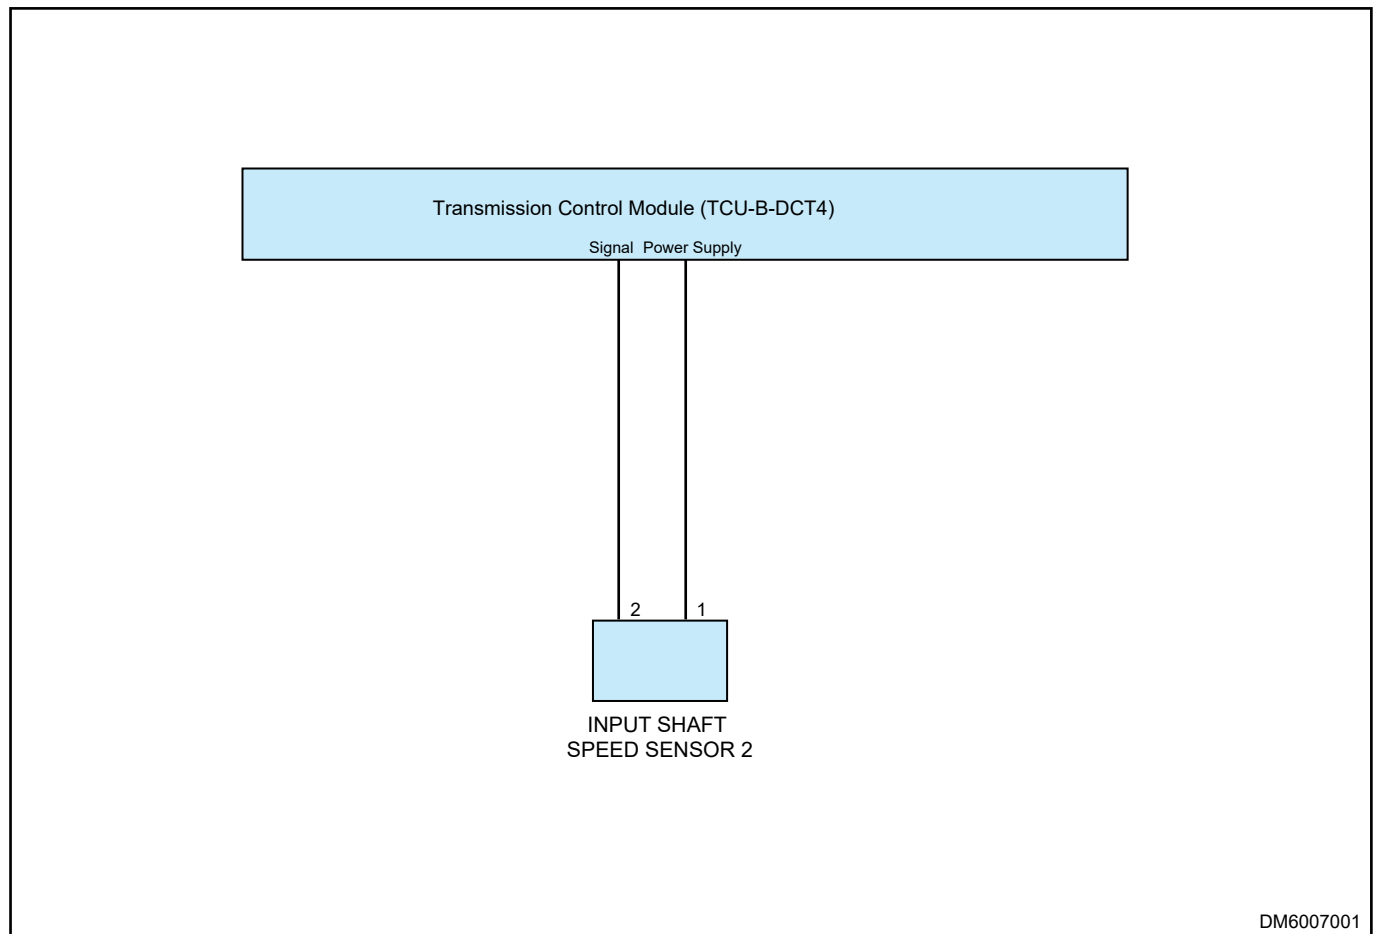 Transmission Control Module (TCU-B-DCT4)
Signal Power Supply
2 1
INPUT SHAFT
SPEED SENSOR 2
DM6007001